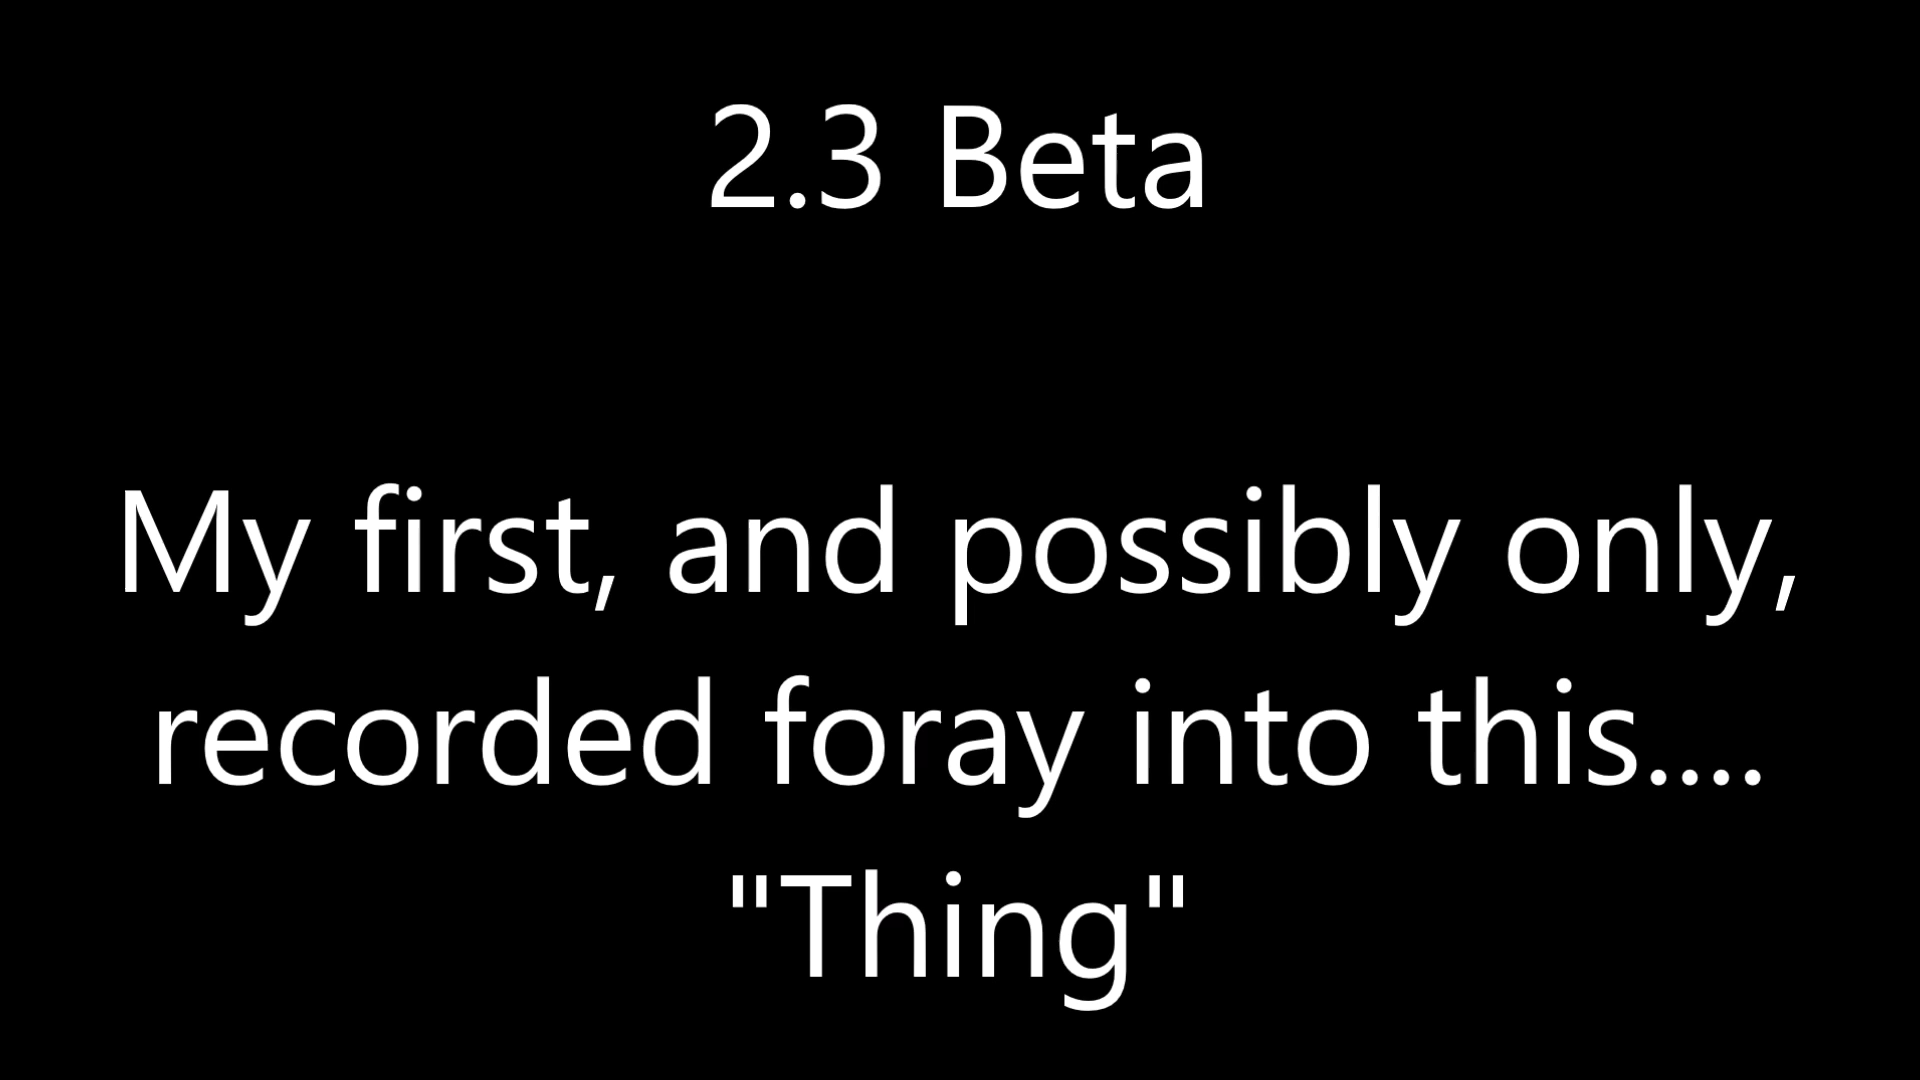 2.3 Beta
My first, and possibly only,
recorded foray into this....
"Thing"